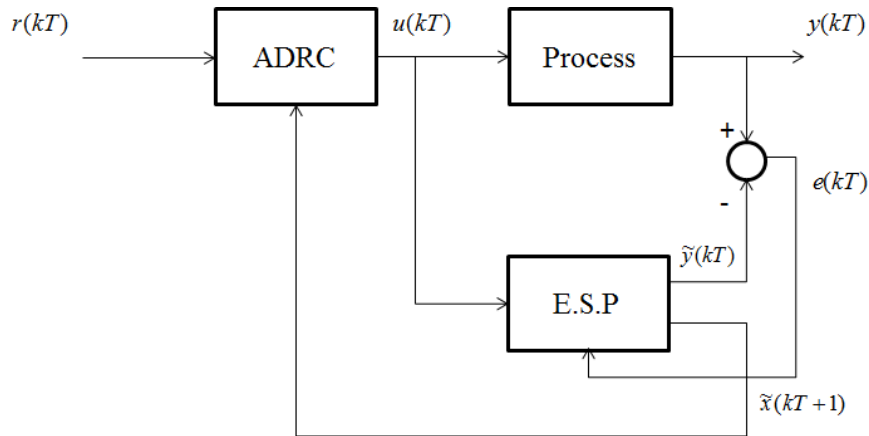 r(kT)
u(kT)
y(kT)
ADRC
Process
+
e(kT)
-
ỹ(kT)
E.S.P
x̃(kT+1)